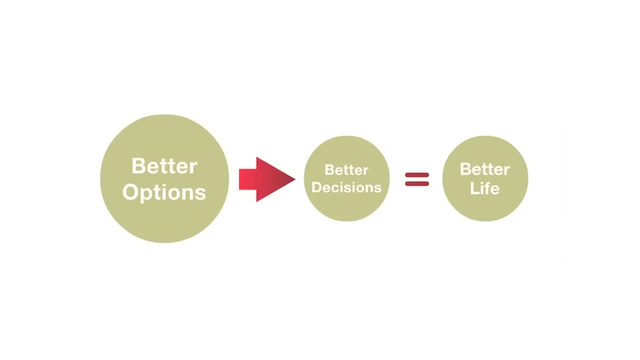 Better
Options
Better
Decisions
=
Better
Life